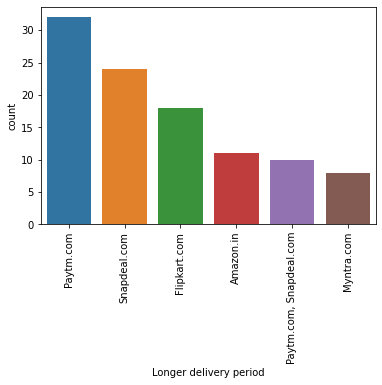 30
25
20
15
10
5
0
count
Paytm.com
Snapdeal.com
Flipkart.com
Amazon.in
Paytm.com, Snapdeal.com
Myntra.com
Longer delivery period